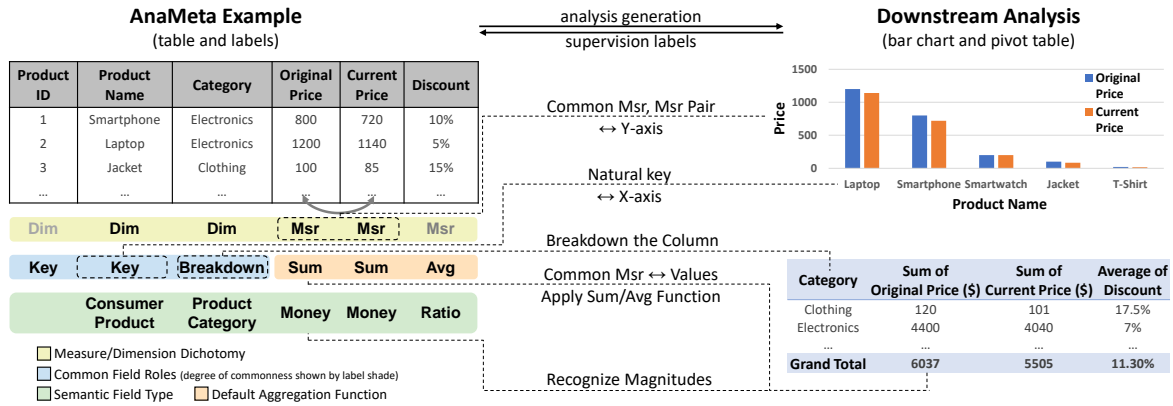 AnaMeta Example
(table and labels)
analysis generation
supervision labels
Downstream Analysis
(bar chart and pivot table)
Product ID Product Name Category Original Price Current Price Discount
1 Smartphone Electronics 800 720 10%
2 Laptop Electronics 1200 1140 5%
3 Jacket Clothing 100 85 15%
... ... ... ... ... ...
Dim Dim Dim Msr Msr Msr
Key Key Breakdown Sum Sum Avg
Consumer Product Product Category Money Money Ratio
Measure/Dimension Dichotomy
Common Field Roles (degree of commonness shown by label shade)
Semantic Field Type Default Aggregation Function
Common Msr, Msr Pair
↔ Y-axis
Natural key
↔ X-axis
Breakdown the Column
Common Msr ↔ Values
Apply Sum/Avg Function
Recognize Magnitudes
1500
1000
500
0
Price
Original Price
Current Price
Laptop Smartphone Smartwatch Jacket T-Shirt
Product Name
Category Sum of Original Price ($) Sum of Current Price ($) Average of Discount
Clothing 120 101 17.5%
Electronics 4400 4040 7%
... ... ... ...
Grand Total 6037 5505 11.30%